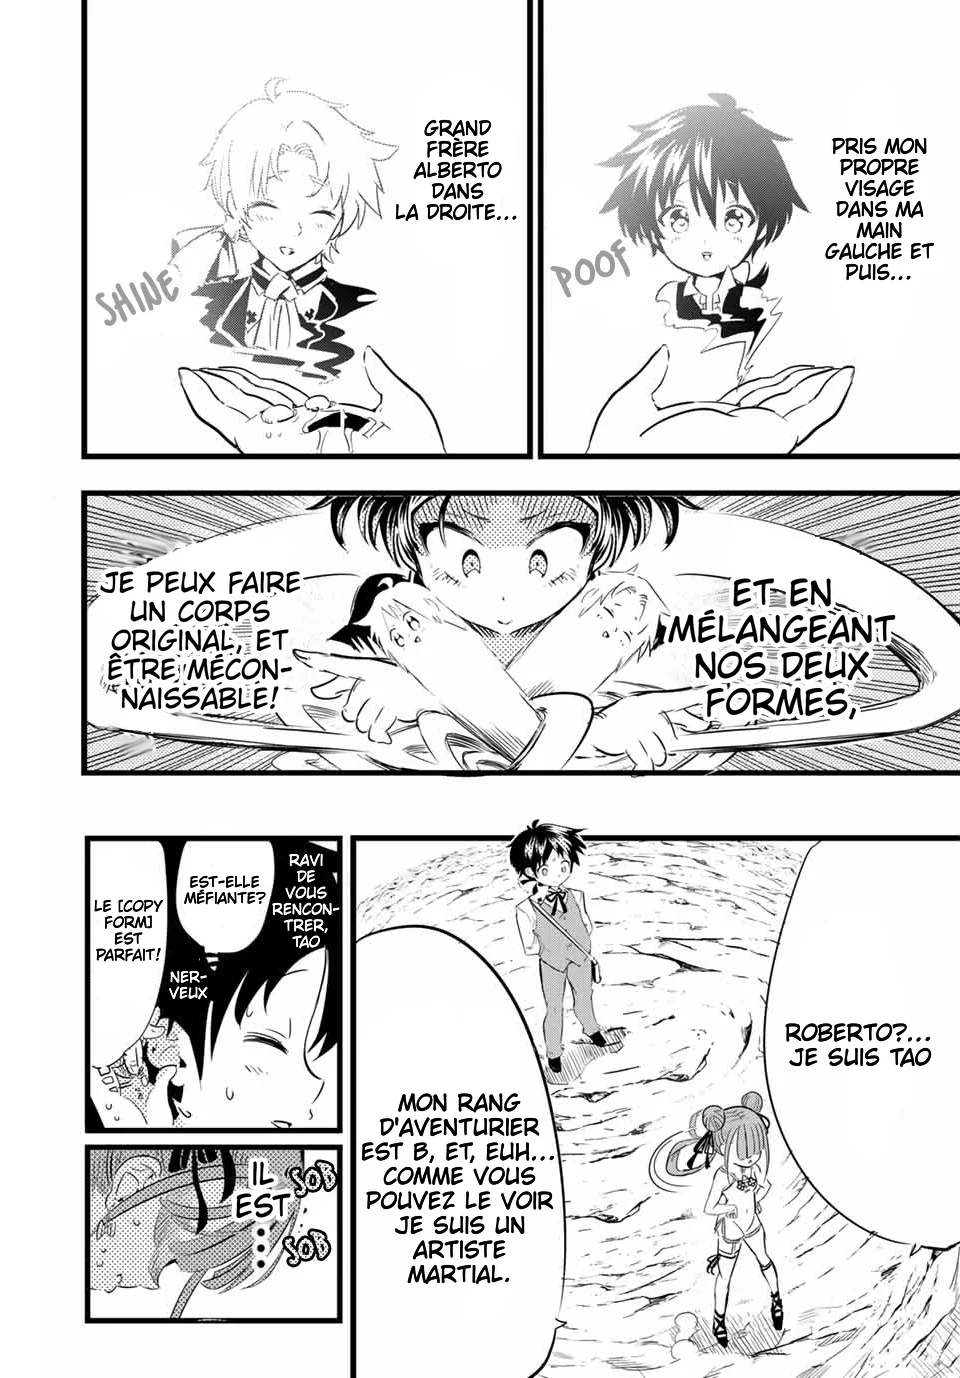 PRIS MON
PROPRE
VISAGE
DANS MA
MAIN
GAUCHE ET
PUIS...
POOF
GRAND
FRÈRE
ALBERTO
DANS
LA DROITE...
SHINE
ET EN
MÉLANGEANT
NOS DEUX
FORMES,
JE PEUX FAIRE
UN CORPS
ORIGINAL, ET
ÊTRE MÉCON-
NAISSABLE!
ROBERTO?...
JE SUIS TAO
MON RANG
D'AVENTURIER
EST B, ET, EUH...
COMME VOUS
POUVEZ LE VOIR
JE SUIS UN
ARTISTE
MARTIAL.
RAVI
DE
VOUS
RENCON-
TRER,
TAO
EST-ELLE
MÉFIANTE?
NER-
VEUX
LE [COPY
FORM]
EST
PARFAIT!
IL
EST
...
SOB
SOB